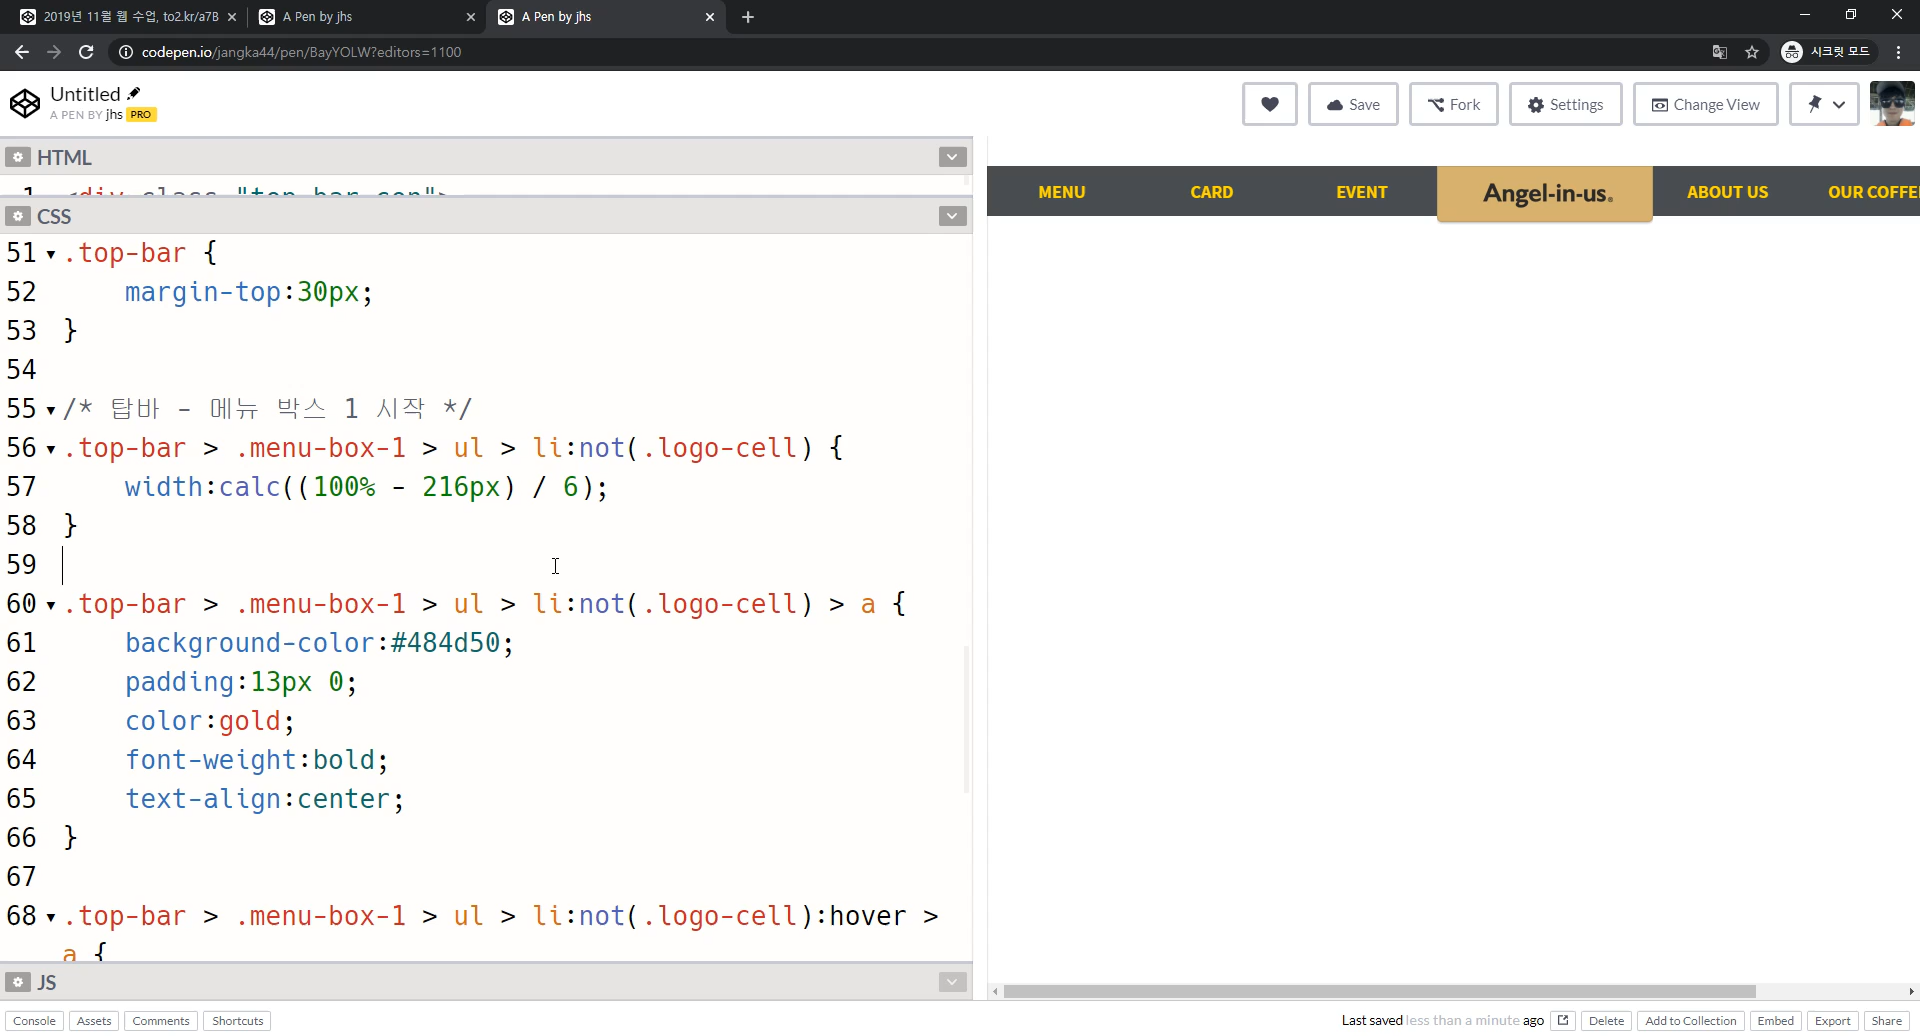 2019년 11월 웹 수업, to2.kr/a7B
A Pen by jhs
A Pen by jhs
codepen.io/jangka44/pen/BayYOLW?editors=1100
시크릿 모드
Untitled
A PEN BY jhs PRO
Save
Fork
Settings
Change View
HTML
1 <div class="top-bar-con">
CSS
51 .top-bar {
52 margin-top:30px;
53 }
54
55 /* 탑바 - 메뉴 박스 1 시작 */
56 .top-bar > .menu-box-1 > ul > li:not(.logo-cell) {
57 width:calc((100% - 216px) / 6);
58 }
59
60 .top-bar > .menu-box-1 > ul > li:not(.logo-cell) > a {
61 background-color:#484d50;
62 padding:13px 0;
63 color:gold;
64 font-weight:bold;
65 text-align:center;
66 }
67
68 .top-bar > .menu-box-1 > ul > li:not(.logo-cell):hover >
a {
JS
MENU CARD EVENT Angel-in-us. ABOUT US OUR COFFE
Console Assets Comments Shortcuts
Last saved less than a minute ago Delete Add to Collection Embed Export Share